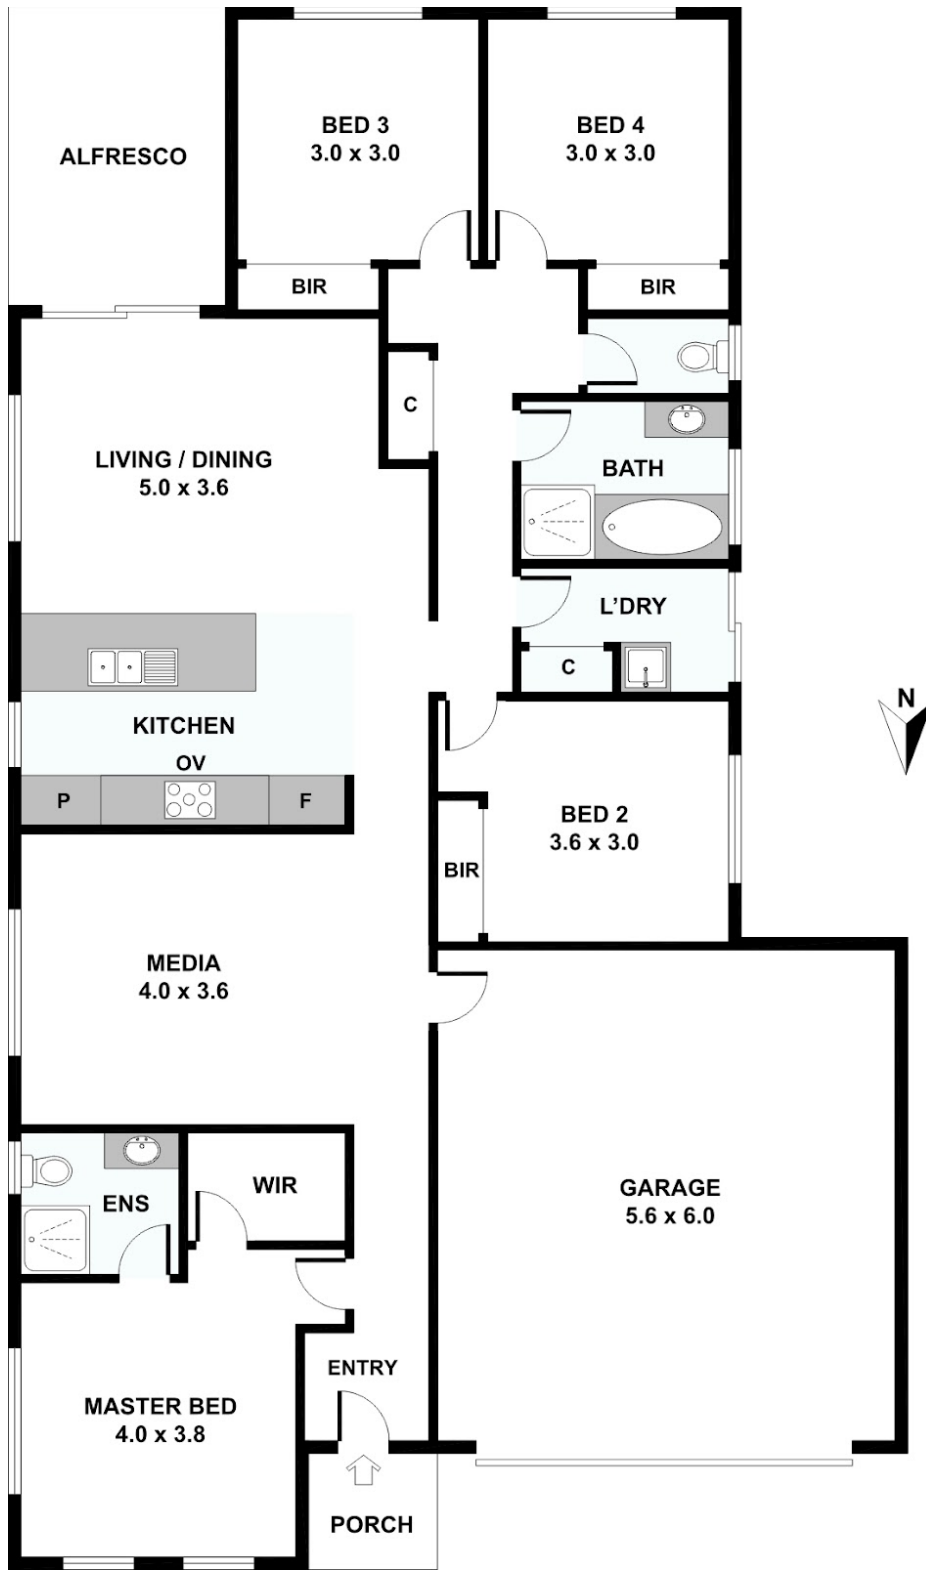 BED 3
3.0 x 3.0
BED 4
3.0 x 3.0
ALFRESCO
BIR
BIR
C
LIVING / DINING
5.0 x 3.6
BATH
L'DRY
C
KITCHEN
OV
P
F
N
BED 2
3.6 x 3.0
BIR
MEDIA
4.0 x 3.6
ENS
WIR
GARAGE
5.6 x 6.0
ENTRY
MASTER BED
4.0 x 3.8
PORCH